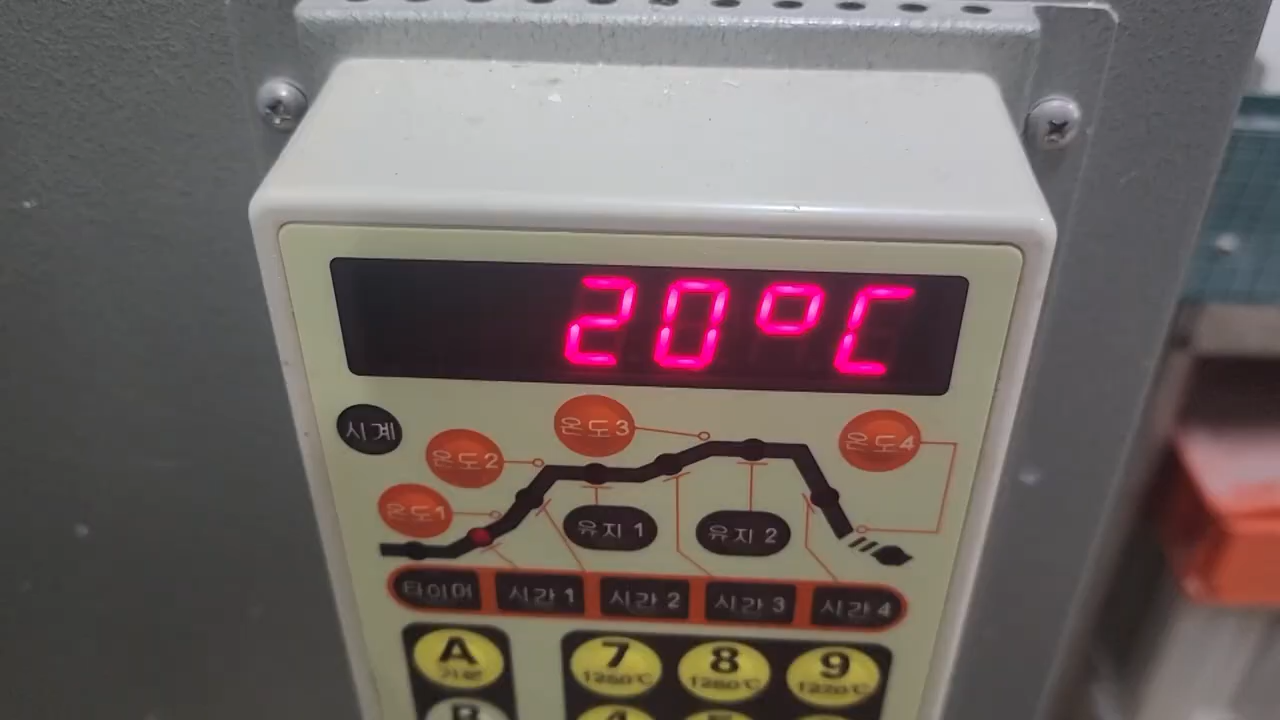 20°C
시계
온도3
온도4
온도2
온도1
유지 1
유지 2
타이머
시간 1
시간 2
시간 3
시간 4
A
7
8
9
1260℃
B